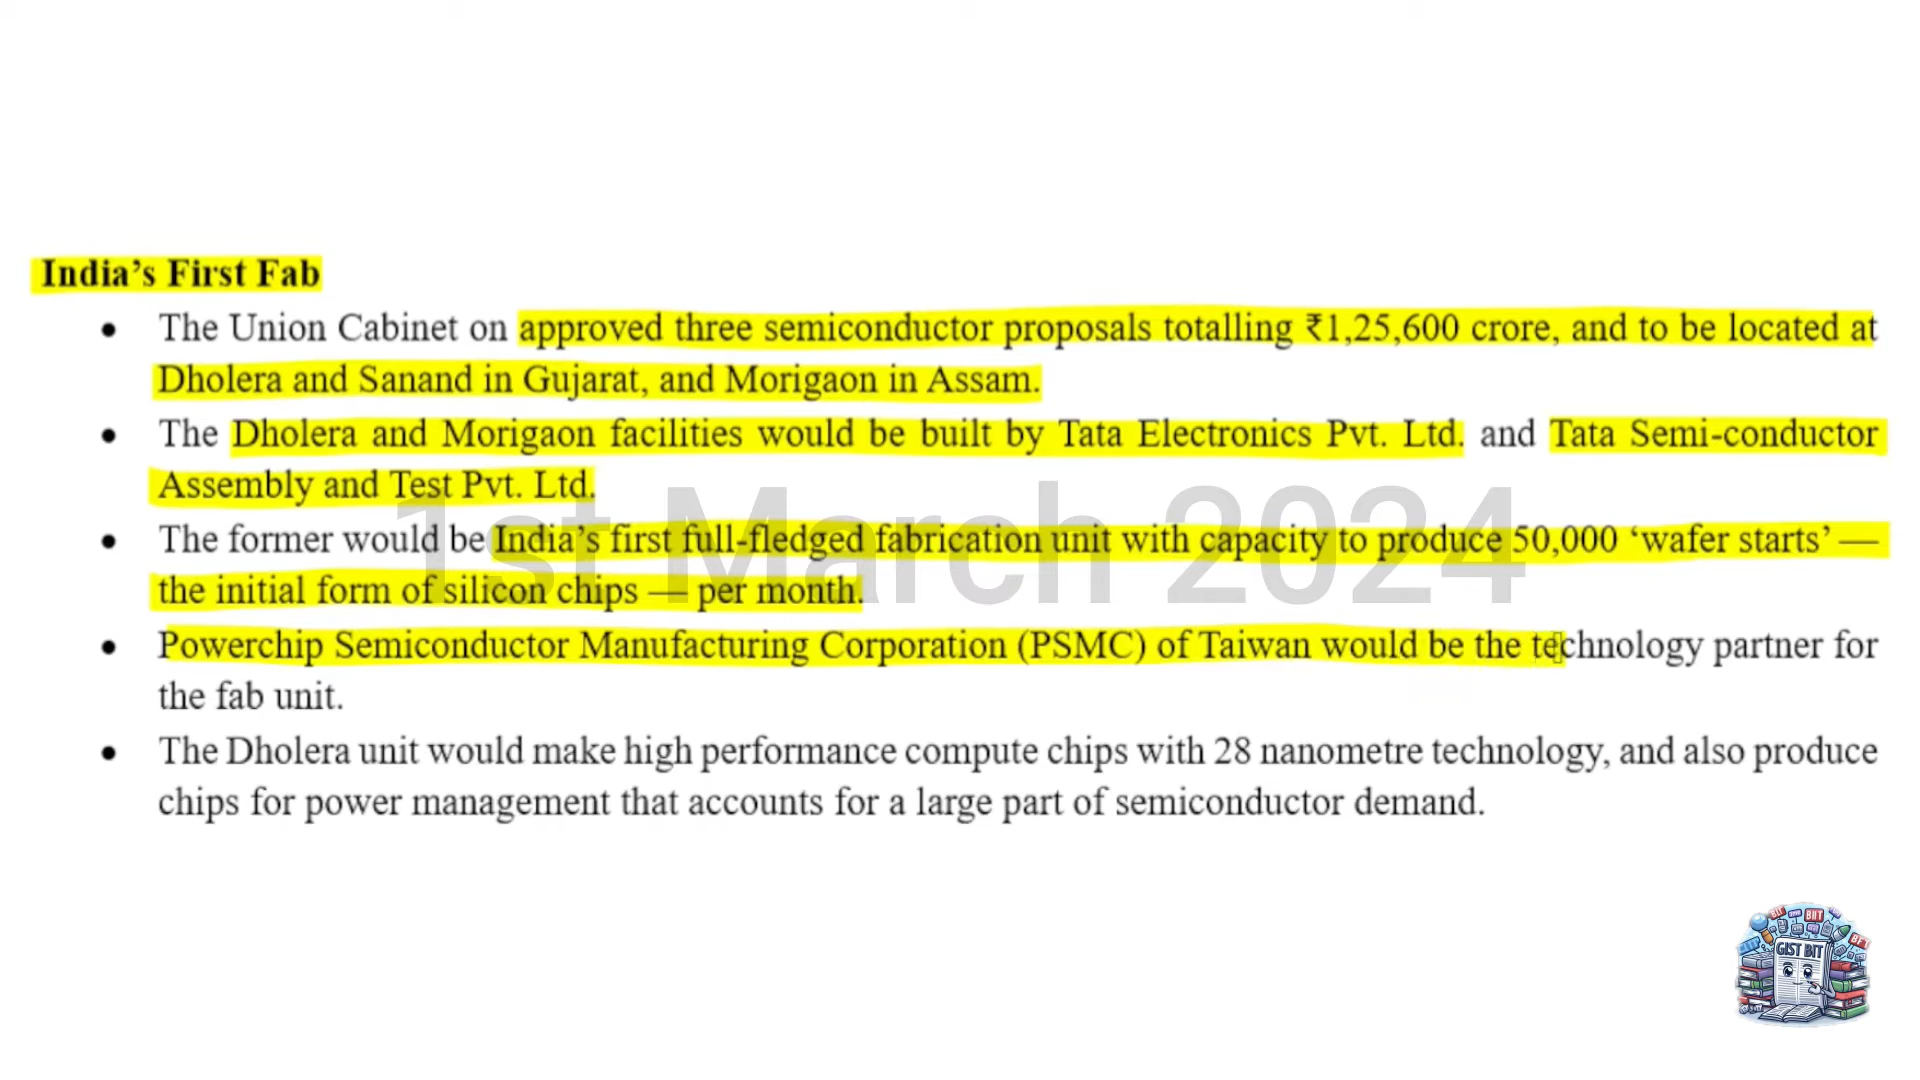 India’s First Fab
• The Union Cabinet on approved three semiconductor proposals totalling ₹1,25,600 crore, and to be located at
Dholera and Sanand in Gujarat, and Morigaon in Assam.
• The Dholera and Morigaon facilities would be built by Tata Electronics Pvt. Ltd. and Tata Semi-conductor
Assembly and Test Pvt. Ltd.
1st March 2024
• The former would be India’s first full-fledged fabrication unit with capacity to produce 50,000 ‘wafer starts’ —
the initial form of silicon chips — per month.
• Powerchip Semiconductor Manufacturing Corporation (PSMC) of Taiwan would be the technology partner for
the fab unit.
• The Dholera unit would make high performance compute chips with 28 nanometre technology, and also produce
chips for power management that accounts for a large part of semiconductor demand.
GIST BIT